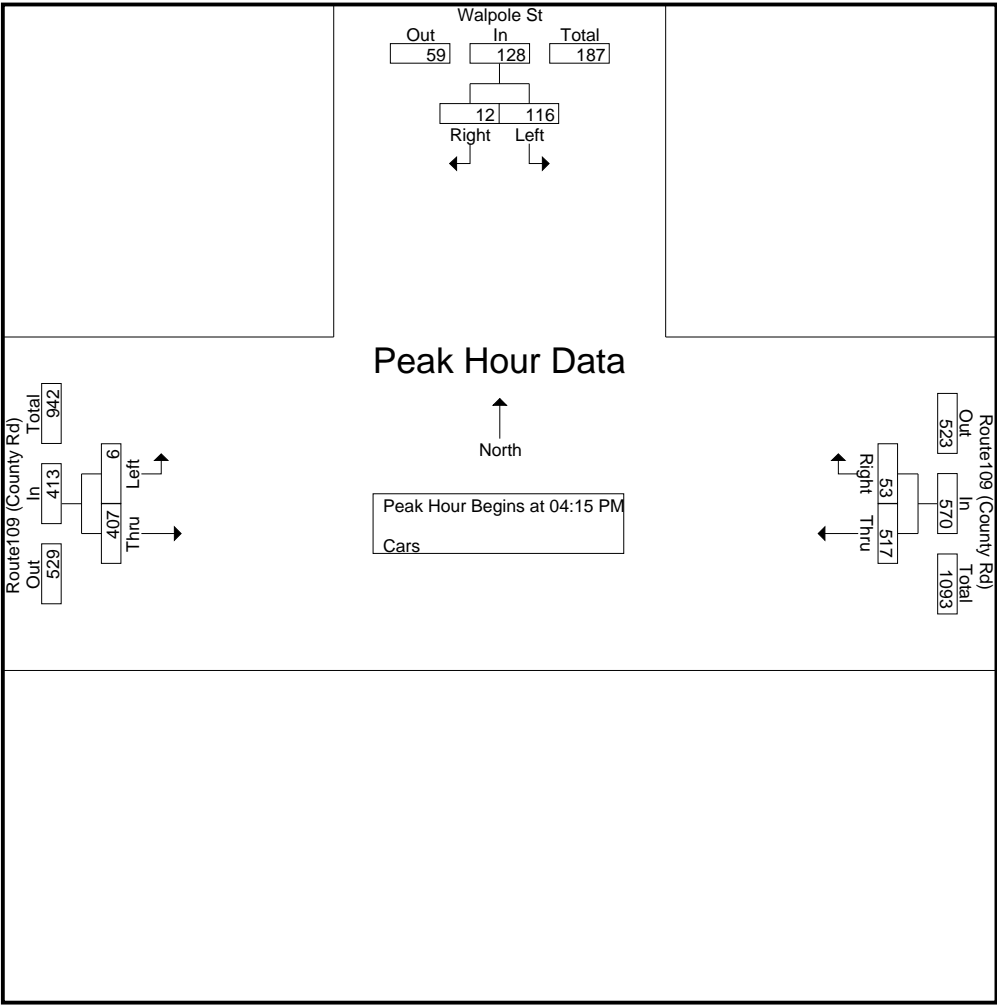 Walpole St
Out In Total
59 128 187
12 116
Right Left
Peak Hour Data
North
Peak Hour Begins at 04:15 PM
Cars
Route109 (County Rd)
Total In Out
942 413 529
6 407
Left Thru
Route109 (County Rd)
Out In Total
523 570 1093
53 517
Right Thru